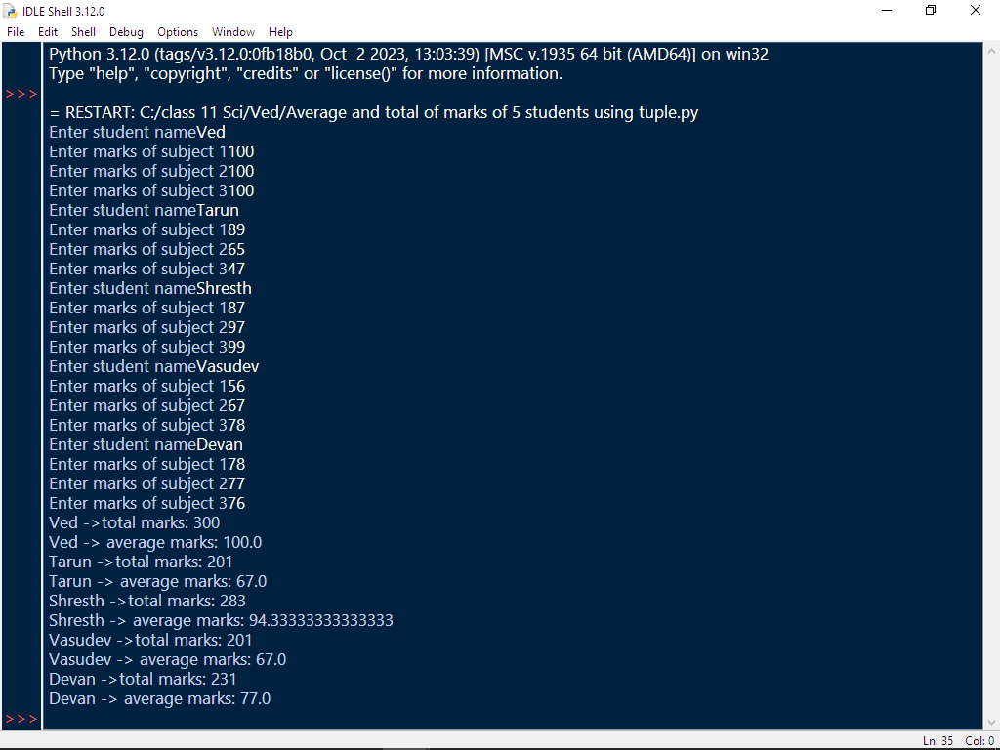 IDLE Shell 3.12.0
File Edit Shell Debug Options Window Help
Python 3.12.0 (tags/v3.12.0:0fb18b0, Oct  2 2023, 13:03:39) [MSC v.1935 64 bit (AMD64)] on win32
Type "help", "copyright", "credits" or "license()" for more information.
>>>
= RESTART: C:/class 11 Sci/Ved/Average and total of marks of 5 students using tuple.py
Enter student nameVed
Enter marks of subject 1100
Enter marks of subject 2100
Enter marks of subject 3100
Enter student nameTarun
Enter marks of subject 189
Enter marks of subject 265
Enter marks of subject 347
Enter student nameShresth
Enter marks of subject 187
Enter marks of subject 297
Enter marks of subject 399
Enter student nameVasudev
Enter marks of subject 156
Enter marks of subject 267
Enter marks of subject 378
Enter student nameDevan
Enter marks of subject 178
Enter marks of subject 277
Enter marks of subject 376
Ved ->total marks: 300
Ved -> average marks: 100.0
Tarun ->total marks: 201
Tarun -> average marks: 67.0
Shresth ->total marks: 283
Shresth -> average marks: 94.33333333333333
Vasudev ->total marks: 201
Vasudev -> average marks: 67.0
Devan ->total marks: 231
Devan -> average marks: 77.0
>>>
Ln: 35 Col: 0